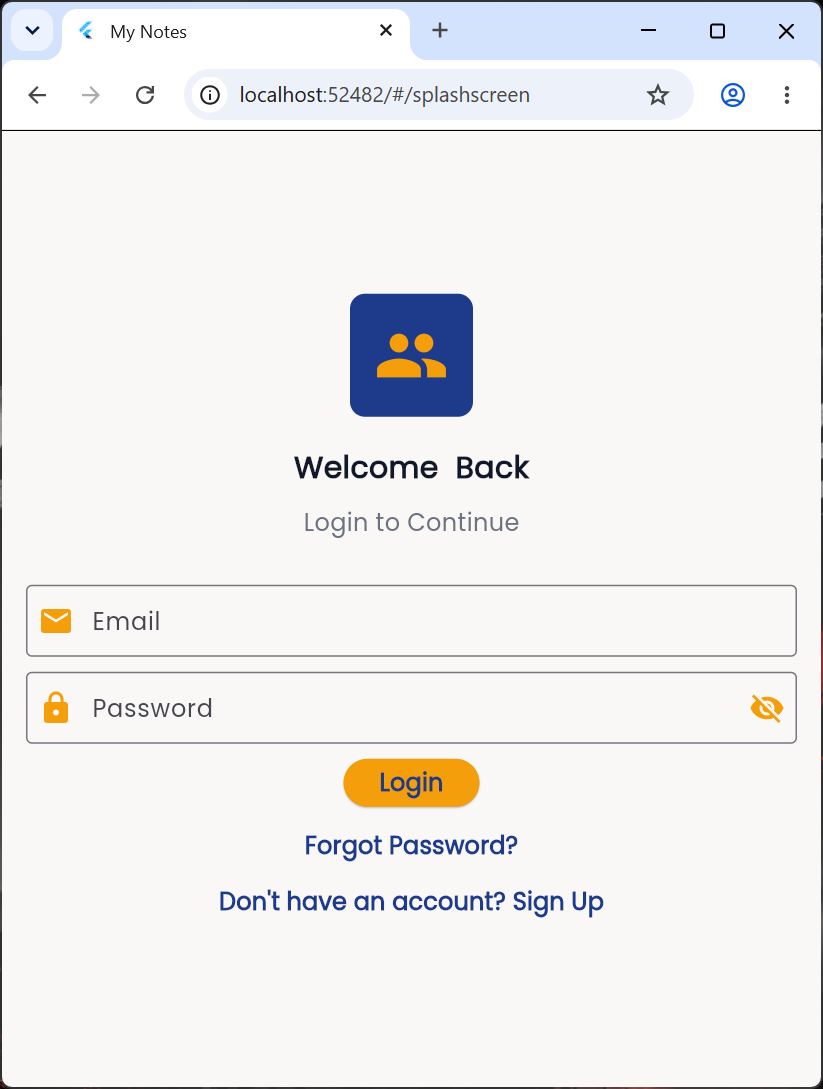 My Notes
localhost:52482/#/splashscreen
Welcome  Back
Login to Continue
Email
Password
Login
Forgot Password?
Don't have an account? Sign Up